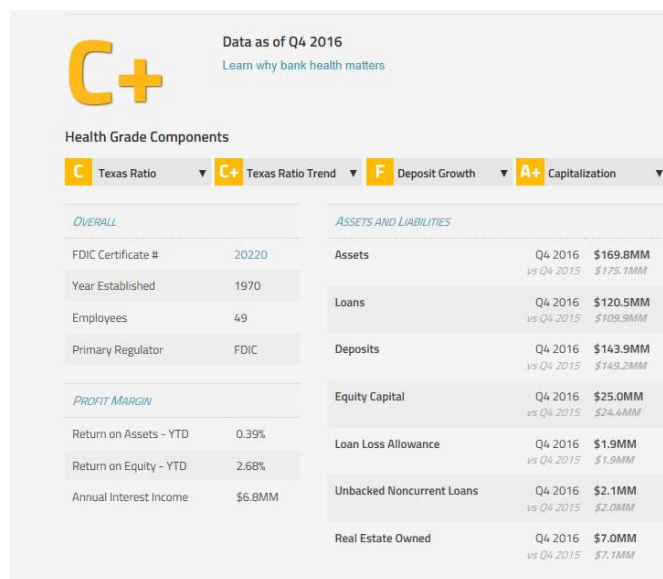 C+
Data as of Q4 2016
Learn why bank health matters
Health Grade Components
C Texas Ratio ▼ C+ Texas Ratio Trend ▼ F Deposit Growth ▼ A+ Capitalization ▼
OVERALL
FDIC Certificate # 20220
Year Established 1970
Employees 49
Primary Regulator FDIC
PROFIT MARGIN
Return on Assets - YTD 0.39%
Return on Equity - YTD 2.68%
Annual Interest Income $6.8MM
ASSETS AND LIABILITIES
Assets Q4 2016 $169.8MM
vs Q4 2015 $175.1MM
Loans Q4 2016 $120.5MM
vs Q4 2015 $109.9MM
Deposits Q4 2016 $143.9MM
vs Q4 2015 $149.2MM
Equity Capital Q4 2016 $25.0MM
vs Q4 2015 $24.4MM
Loan Loss Allowance Q4 2016 $1.9MM
vs Q4 2015 $1.9MM
Unbacked Noncurrent Loans Q4 2016 $2.1MM
vs Q4 2015 $2.0MM
Real Estate Owned Q4 2016 $7.0MM
vs Q4 2015 $7.1MM